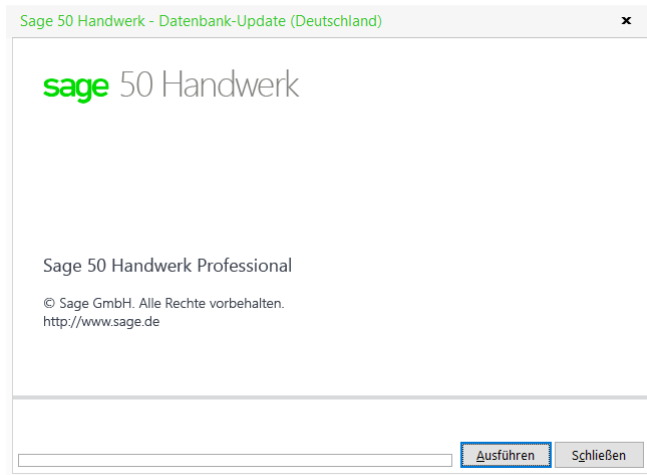 Sage 50 Handwerk - Datenbank-Update (Deutschland)
sage 50 Handwerk
Sage 50 Handwerk Professional
© Sage GmbH. Alle Rechte vorbehalten.
http://www.sage.de
Ausführen Schließen